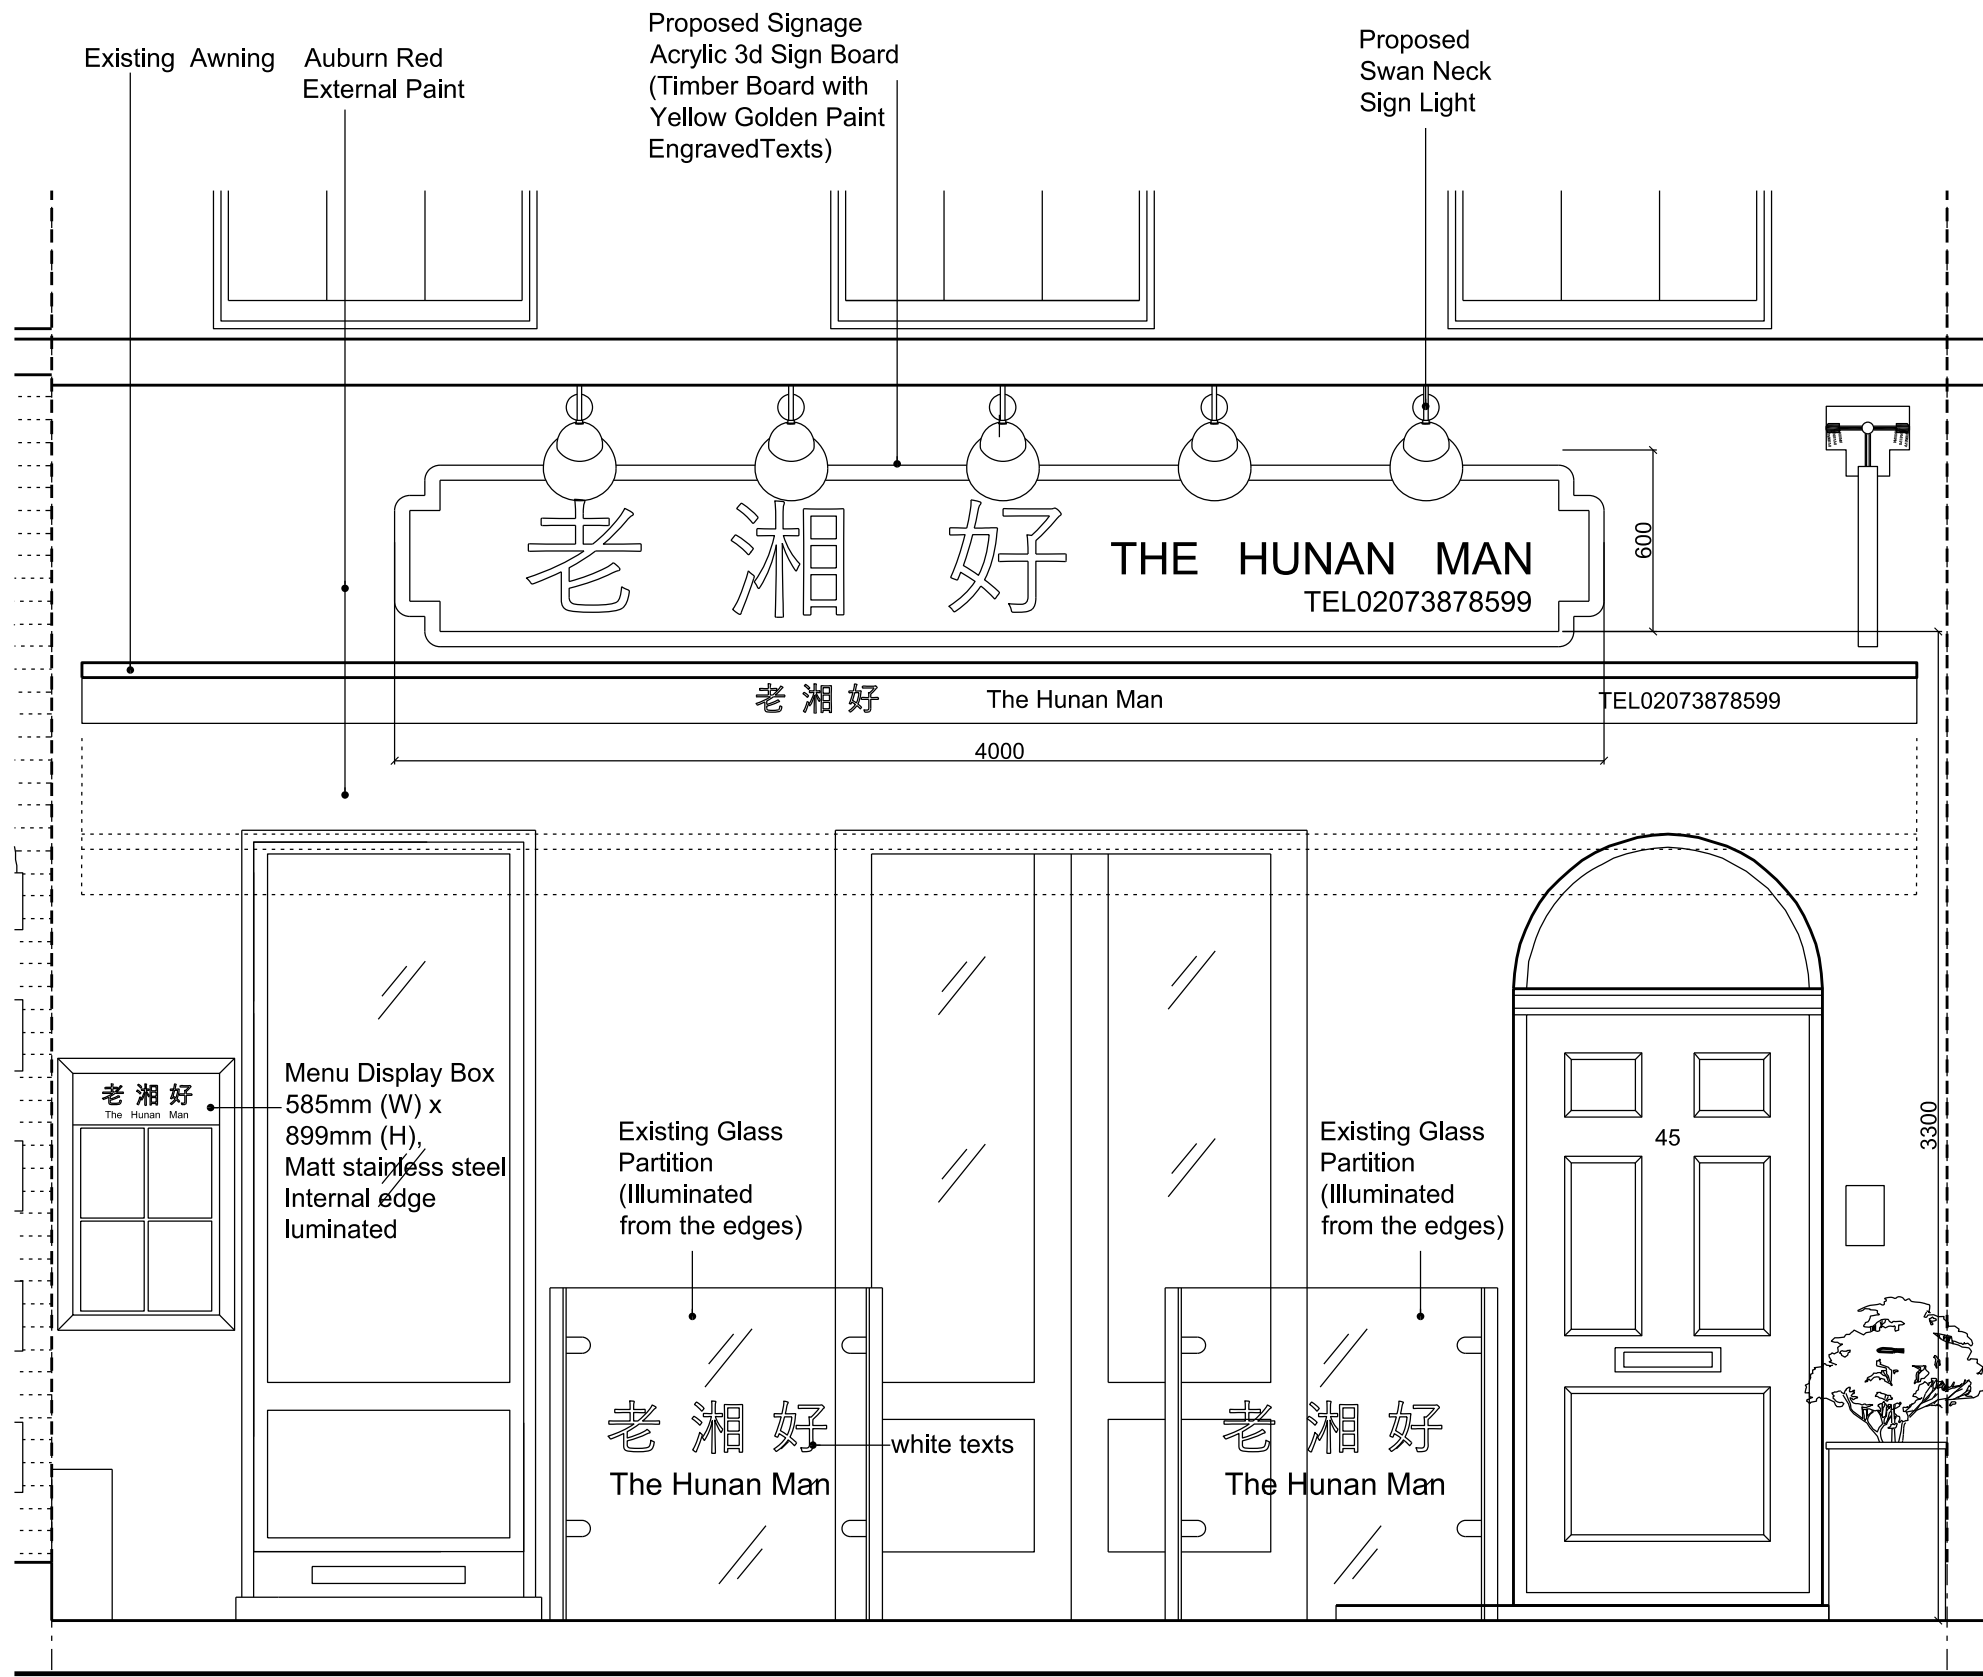 Existing Awning
Auburn Red
External Paint
Proposed Signage
Acrylic 3d Sign Board
(Timber Board with
Yellow Golden Paint
EngravedTexts)
Proposed
Swan Neck
Sign Light
老 湘 好
THE HUNAN MAN
TEL02073878599
600
老 湘 好 The Hunan Man TEL02073878599
4000
3300
老 湘 好
The Hunan Man
Menu Display Box
585mm (W) x
899mm (H),
Matt stainless steel
Internal edge
luminated
Existing Glass
Partition
(Illuminated
from the edges)
Existing Glass
Partition
(Illuminated
from the edges)
45
老 湘 好
The Hunan Man
white texts
老 湘 好
The Hunan Man